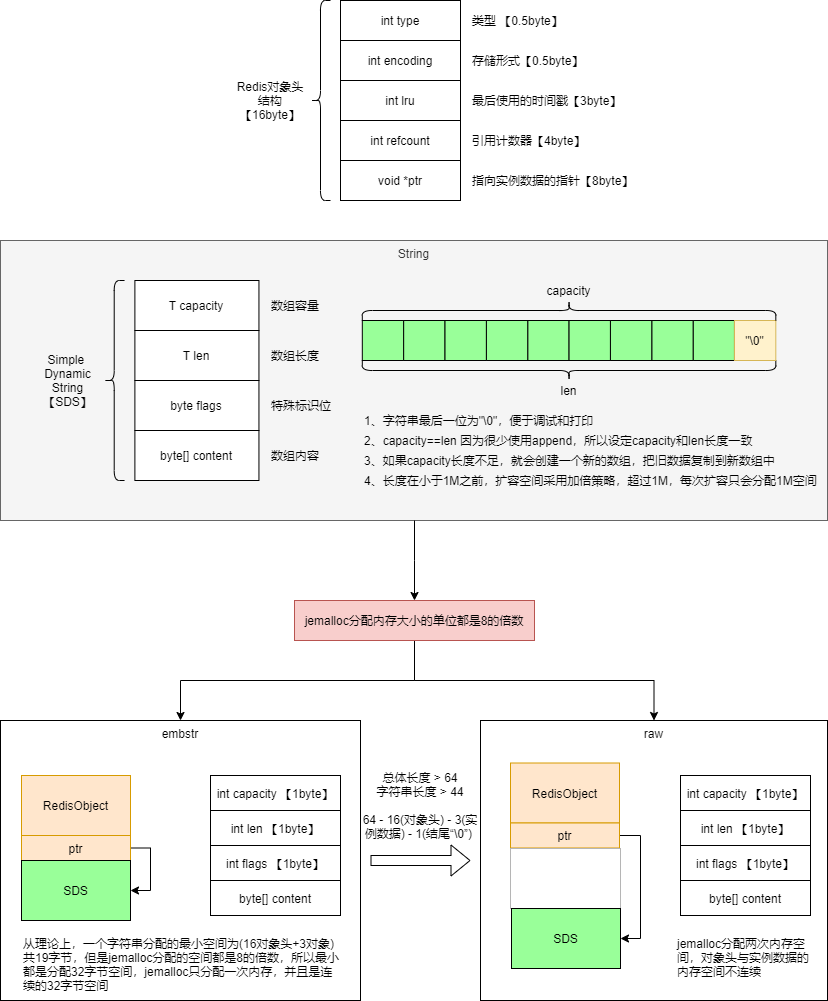 int type
类型 【0.5byte】
int encoding
存储形式【0.5byte】
Redis对象头
结构
【16byte】
int lru
最后使用的时间戳【3byte】
int refcount
引用计数器【4byte】
void *ptr
指向实例数据的指针【8byte】
String
Simple
Dynamic
String
【SDS】
T capacity
数组容量
T len
数组长度
byte flags
特殊标识位
byte[] content
数组内容
capacity
"\0"
len
1、字符串最后一位为"\0"，便于调试和打印
2、capacity==len 因为很少使用append，所以设定capacity和len长度一致
3、如果capacity长度不足，就会创建一个新的数组，把旧数据复制到新数组中
4、长度在小于1M之前，扩容空间采用加倍策略，超过1M，每次扩容只会分配1M空间
jemalloc分配内存大小的单位都是8的倍数
embstr
RedisObject
ptr
SDS
int capacity 【1byte】
int len 【1byte】
int flags 【1byte】
byte[] content
从理论上，一个字符串分配的最小空间为(16对象头+3对象)
共19字节，但是jemalloc分配的空间都是8的倍数，所以最小
都是分配32字节空间，jemalloc只分配一次内存，并且是连
续的32字节空间
总体长度 > 64
字符串长度 > 44
64 - 16(对象头) - 3(实
例数据) - 1(结尾“\0”)
raw
RedisObject
ptr
SDS
int capacity 【1byte】
int len 【1byte】
int flags 【1byte】
byte[] content
jemalloc分配两次内存空
间，对象头与实例数据的
内存空间不连续